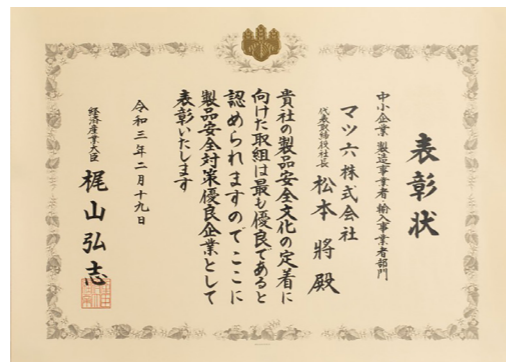 表彰状
中小企業 製造事業者 輸入事業者部門
マツ六株式会社
代表取締役社長 松本 將 殿
貴社の製品安全文化の定着に
向けた取組は最も優良であると
認められますのでここに
製品安全対策優良企業として
表彰いたします
令和三年二月十九日
経済産業大臣 梶山弘志